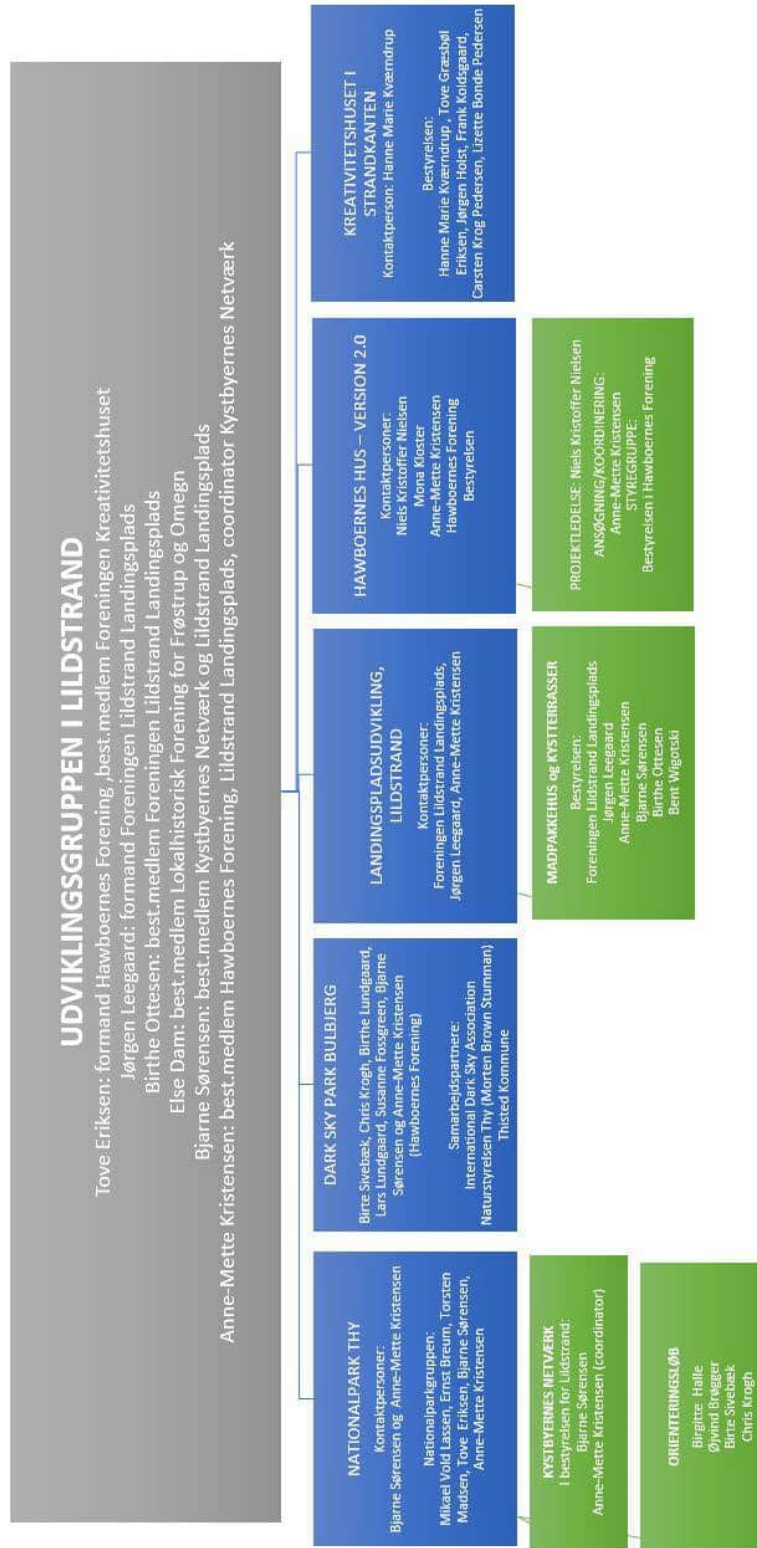 UDVIKLINGSGRUPPEN I LILDSTRAND
Tove Eriksen: formand Hawboernes Forening ,best.medlem Foreningen Kreativitetshuset
Jørgen Leegaard: formand Foreningen Lildstrand Landingsplads
Birthe Ottesen: best.medlem Foreningen Lildstrand Landingsplads
Else Dam: best.medlem Lokalhistorisk Forening for Frøstrup og Omegn
Bjarne Sørensen: best.medlem Kystbyernes Netværk og Lildstrand Landingsplads
Anne-Mette Kristensen: best.medlem Hawboernes Forening, Lildstrand Landingsplads, coordinator Kystbyernes Netværk
NATIONALPARK THY
Kontaktpersoner:
Bjarne Sørensen og Anne-Mette Kristensen
Nationalparkgruppen:
Mikael Vold Lassen, Ernst Breum, Torsten
Madsen, Tove Eriksen, Bjarne Sørensen,
Anne-Mette Kristensen
KYSTBYERNES NETVÆRK
I bestyrelsen for Lildstrand:
Bjarne Sørensen
Anne-Mette Kristensen (coordinator)
ORIENTERINGSLØB
Birgitte Halle
Øjvind Brøgger
Birte Sivebæk
Chris Krogh
DARK SKY PARK BULBJERG
Birte Sivebæk, Chris Krogh, Birthe Lundgaard,
Lars Lundgaard, Susanne Fossgreen, Bjarne
Sørensen og Anne-Mette Kristensen
(Hawboernes Forening)
Samarbejdspartnere:
International Dark Sky Association
Naturstyrelsen Thy (Morten Brown Stumman)
Thisted Kommune
LANDINGSPLADSUDVIKLING,
LILDSTRAND
Kontaktpersoner:
Foreningen Lildstrand Landingsplads,
Jørgen Leegaard, Anne-Mette Kristensen
MADPAKKEHUS og KYSTTERRASSER
Bestyrelsen:
Foreningen Lildstrand Landingsplads
Jørgen Leegaard
Anne-Mette Kristensen
Bjarne Sørensen
Birthe Ottesen
Bent Wigotski
HAWBOERNES HUS – VERSION 2.0
Kontaktpersoner:
Niels Kristoffer Nielsen
Mona Kloster
Anne-Mette Kristensen
Hawboernes Forening
Bestyrelsen
PROJEKTLEDELSE: Niels Kristoffer Nielsen
ANSØGNING/KOORDINERING:
Anne-Mette Kristensen
STYREGRUPPE:
Bestyrelsen i Hawboernes Forening
KREATIVITETSHUSET I
STRANDKANTEN
Kontaktperson: Hanne Marie Kværndrup
Bestyrelsen:
Hanne Marie Kværndrup , Tove Græsbøl
Eriksen, Jørgen Holst, Frank Koldsgaard,
Carsten Krog Pedersen, Lizette Bonde Pedersen